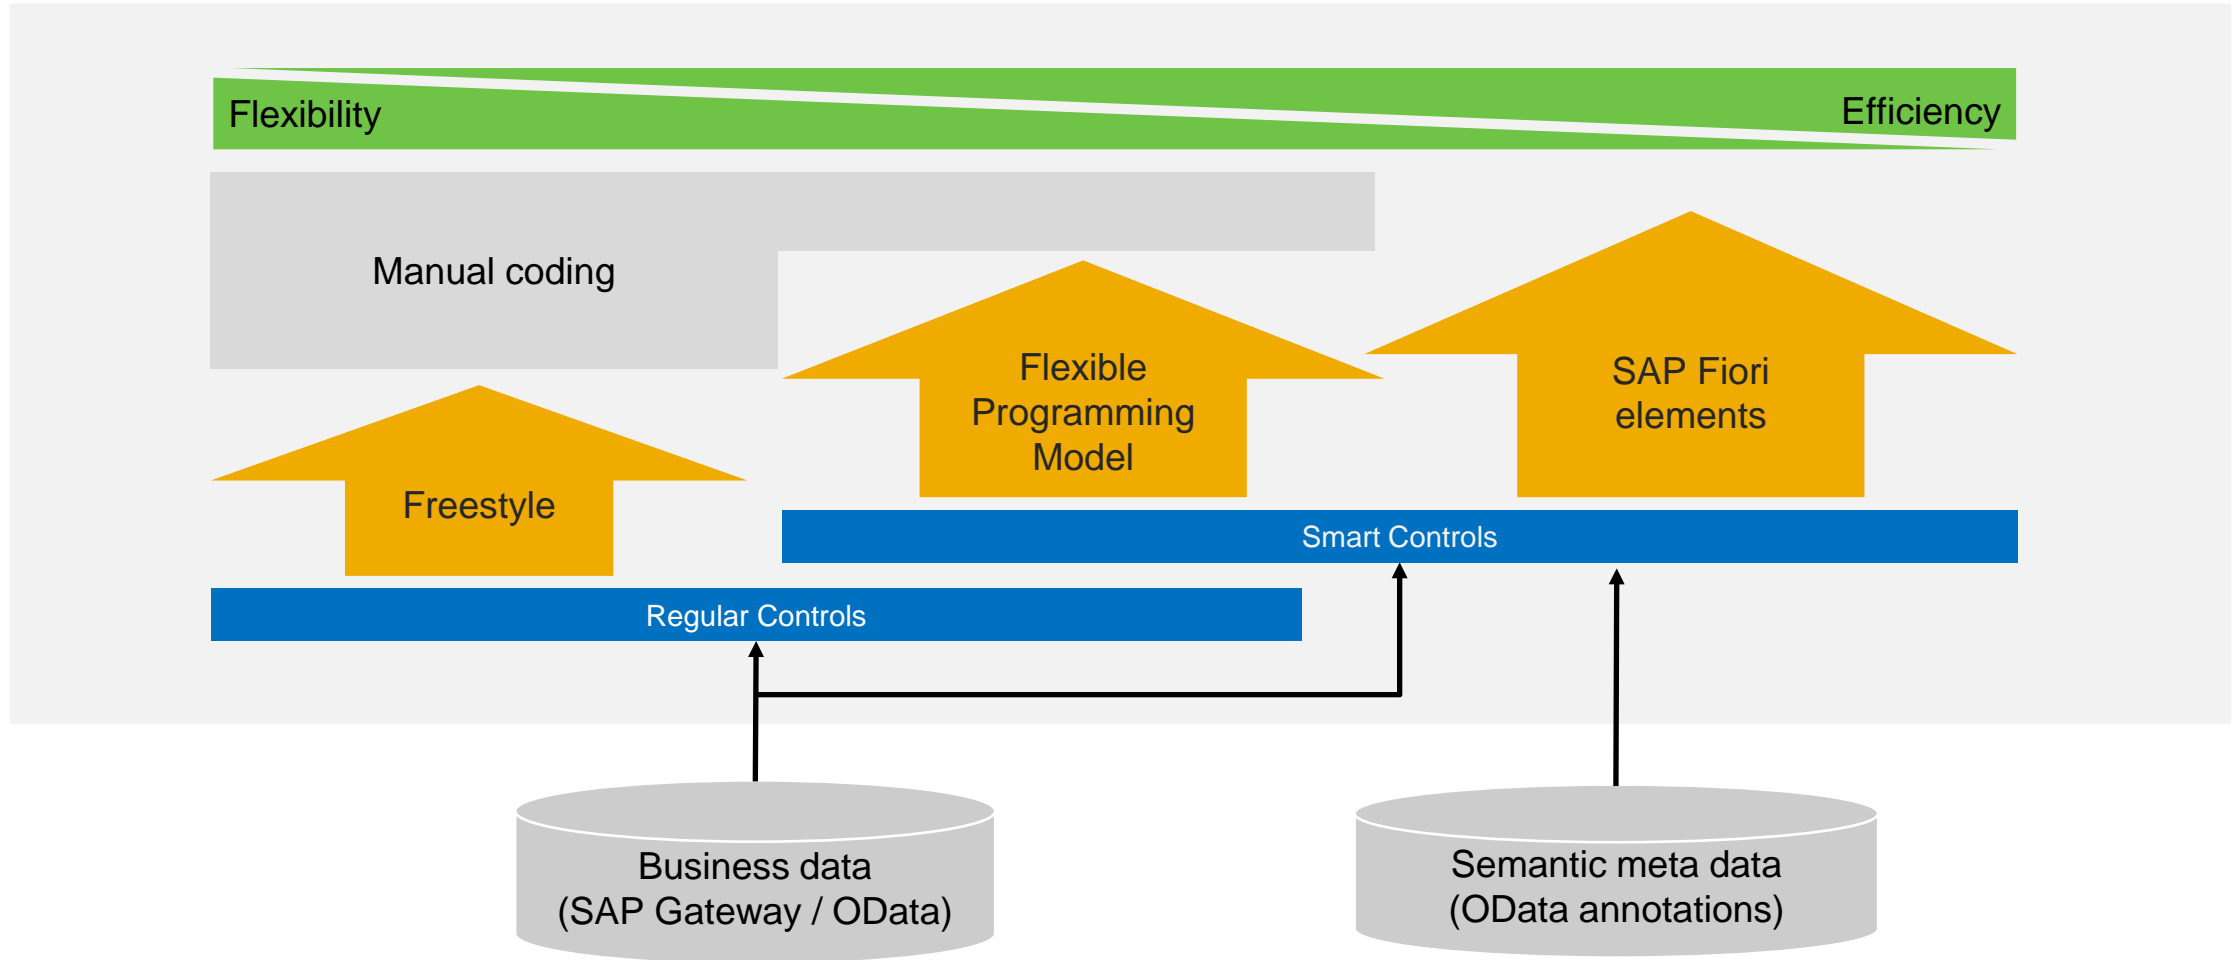 Flexibility
Efficiency
Manual coding
Flexible
Programming
Model
SAP Fiori
elements
Freestyle
Smart Controls
Regular Controls
Business data
(SAP Gateway / OData)
Semantic meta data
(OData annotations)